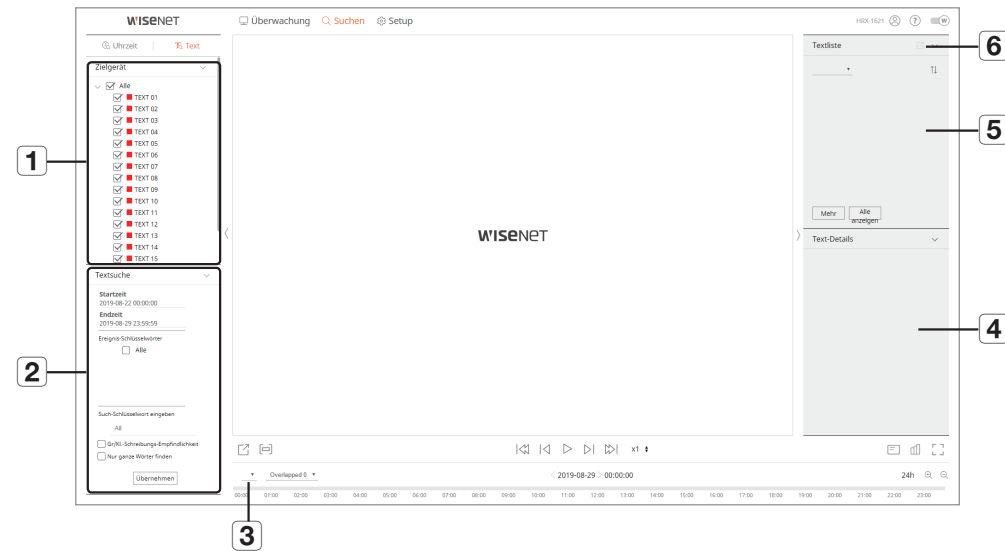 WISENET
Überwachung Suchen Setup
HRX-1621 ? W
Uhrzeit Text
Zielgerät
Alle
TEXT 01
TEXT 02
TEXT 03
TEXT 04
TEXT 05
TEXT 06
TEXT 07
TEXT 08
TEXT 09
TEXT 10
TEXT 11
TEXT 12
TEXT 13
TEXT 14
TEXT 15
1
Textsuche
Startzeit
2019-08-22 00:00:00
Endzeit
2019-08-29 23:59:59
Ereignis-Schlüsselwörter
Alle
Such-Schlüsselwort eingeben
All
Gr/Kl.-Schreibungs-Empfindlichkeit
Nur ganze Wörter finden
Übernehmen
2
WISENET
x1
Overlapped 0
2019-08-29 00:00:00
24h
00:00 01:00 02:00 03:00 04:00 05:00 06:00 07:00 08:00 09:00 10:00 11:00 12:00 13:00 14:00 15:00 16:00 17:00 18:00 19:00 20:00 21:00 22:00 23:00
3
Textliste
6
5
Mehr
Alle anzeigen
Text-Details
4